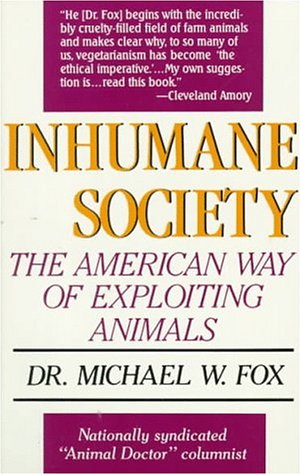 "He [Dr. Fox] begins with the incredi-
bly cruelty-filled field of farm animals
and makes clear why, to so many of
us, vegetarianism has become 'the
ethical imperative.'...My own sugges-
tion is...read this book."
—Cleveland Amory
INHUMANE
SOCIETY
THE AMERICAN WAY
OF EXPLOITING
ANIMALS
DR. MICHAEL W. FOX
Nationally syndicated
"Animal Doctor" columnist